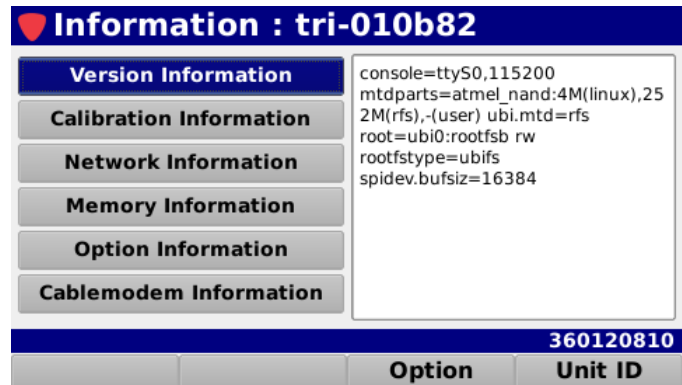 Information : tri-010b82
Version Information
Calibration Information
Network Information
Memory Information
Option Information
Cablemodem Information
console=ttyS0,115200
mtdparts=atmel_nand:4M(linux),25
2M(rfs),-(user) ubi.mtd=rfs
root=ubi0:rootfsb rw
rootfstype=ubifs
spidev.bufsiz=16384
360120810
Option
Unit ID